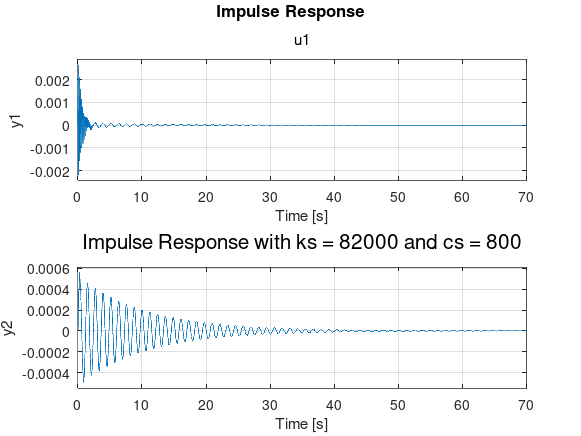 Impulse Response
u1
0.002
0.001
0
-0.001
-0.002
y1
0 10 20 30 40 50 60 70
Time [s]
Impulse Response with ks = 82000 and cs = 800
0.0006
0.0004
0.0002
0
-0.0002
-0.0004
y2
0 10 20 30 40 50 60 70
Time [s]